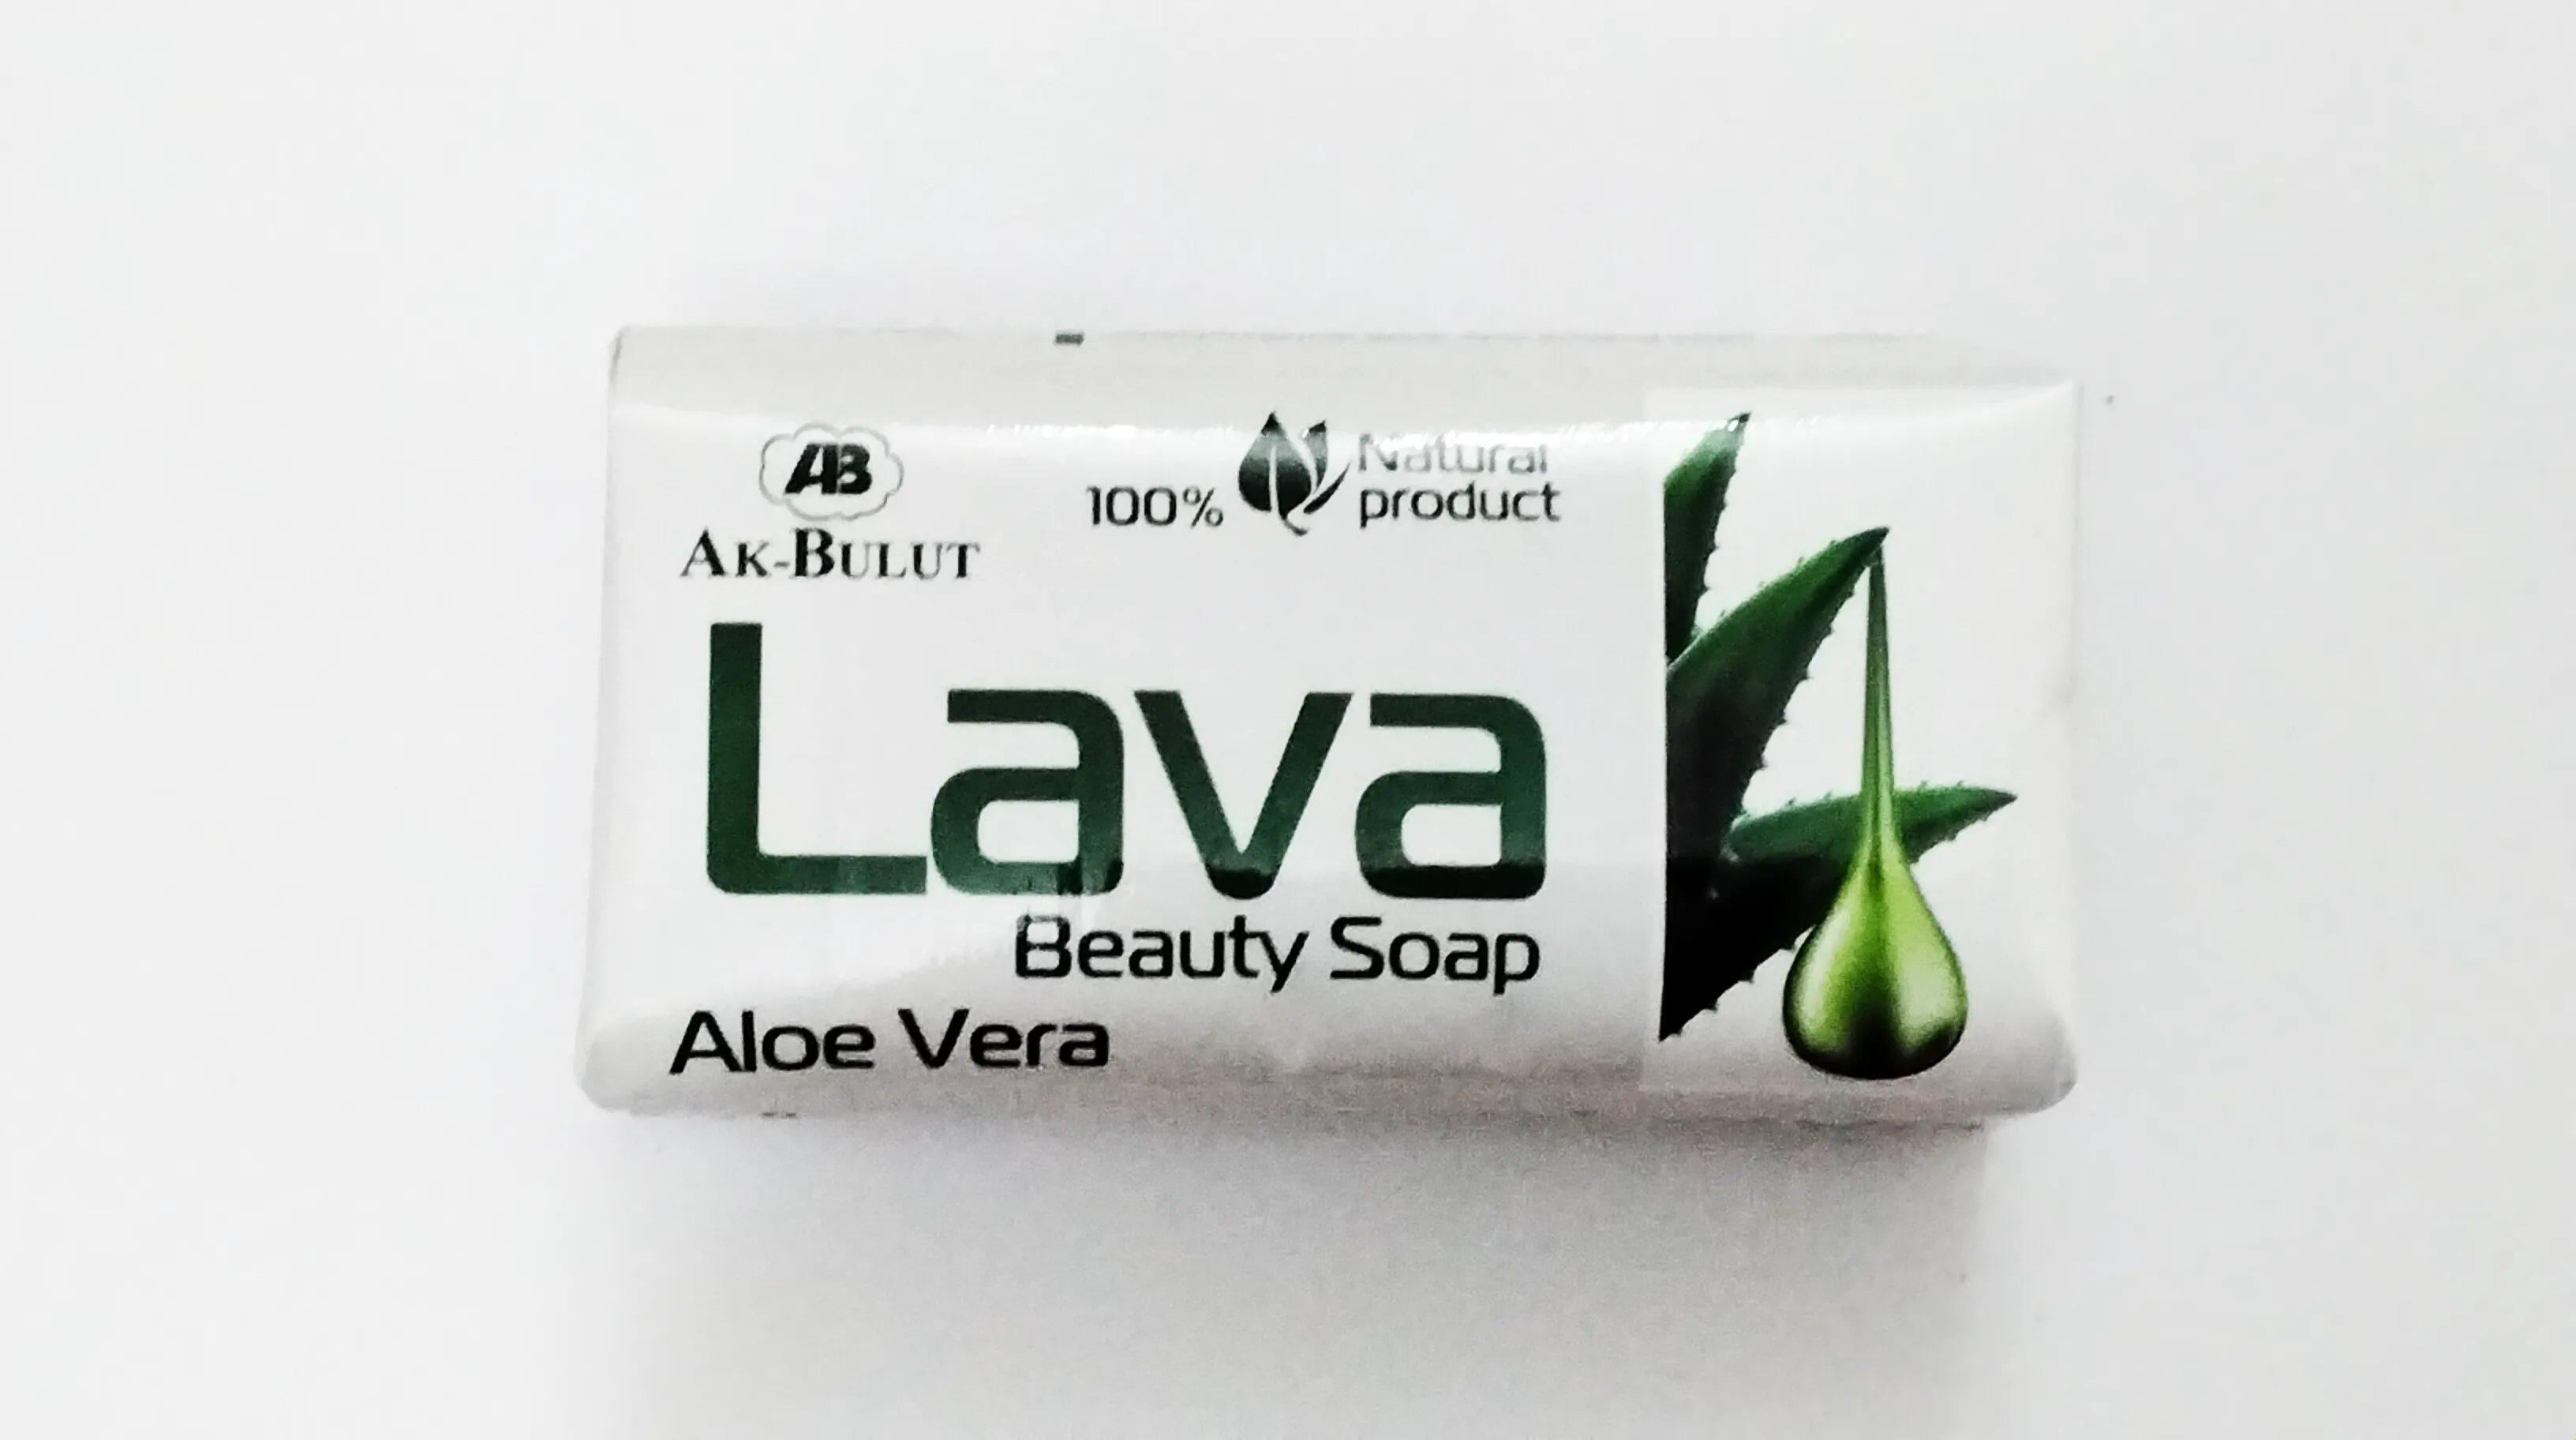 AB
AK-BULUT
100%
Natural
product
Lava
Beauty Soap
Aloe Vera